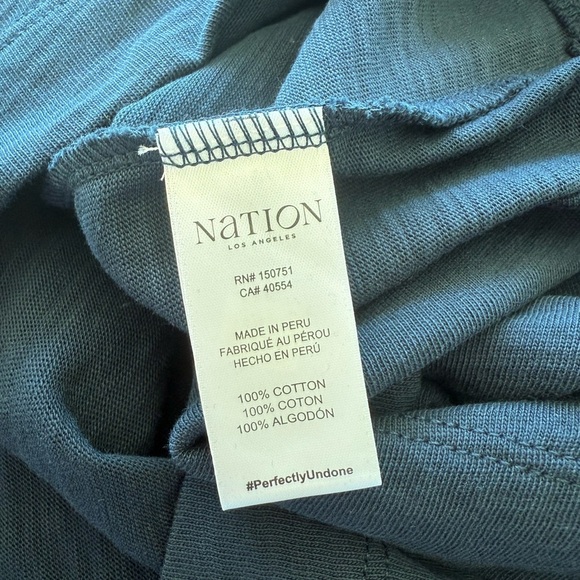 NaTION
LOS ANGELES
RN# 150751
CA# 40554
MADE IN PERU
FABRIQUÉ AU PÉROU
HECHO EN PERÚ
100% COTTON
100% COTON
100% ALGODÓN
#PerfectlyUndone